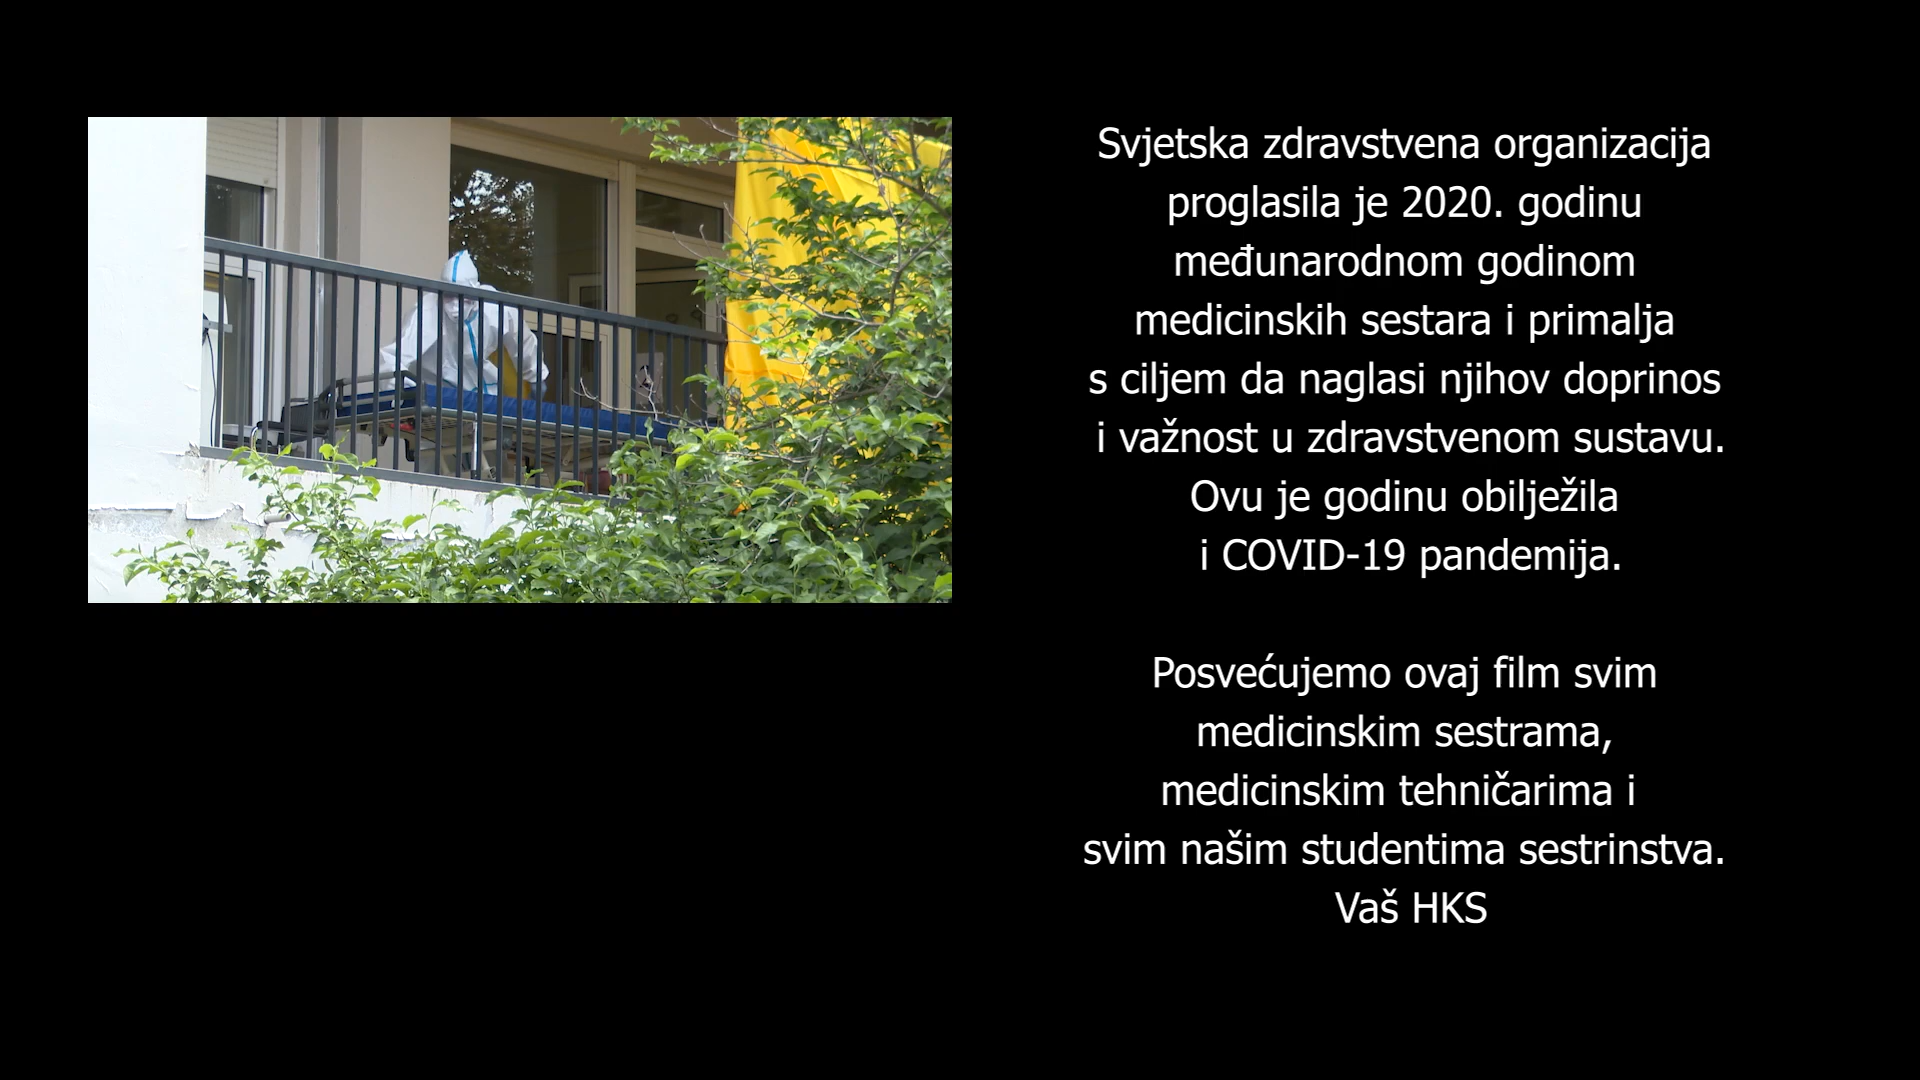 Svjetska zdravstvena organizacija
proglasila je 2020. godinu
međunarodnom godinom
medicinskih sestara i primalja
s ciljem da naglasi njihov doprinos
i važnost u zdravstvenom sustavu.
Ovu je godinu obilježila
i COVID-19 pandemija.
Posvećujemo ovaj film svim
medicinskim sestrama,
medicinskim tehničarima i
svim našim studentima sestrinstva.
Vaš HKS